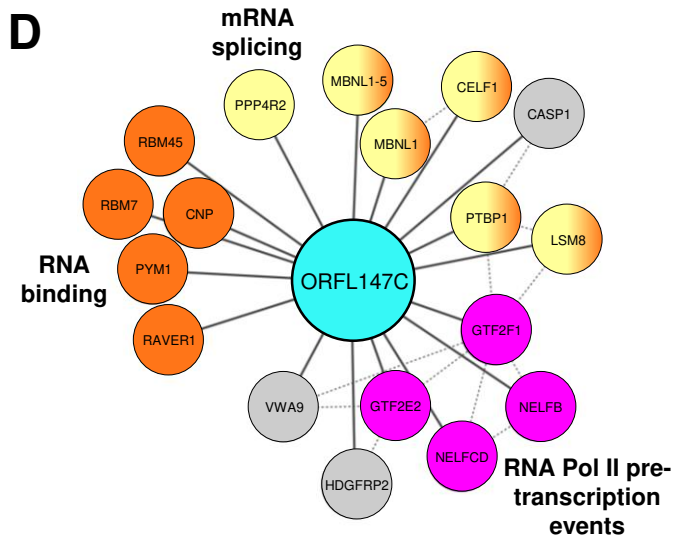 D
mRNA
splicing
PPP4R2
MBNL1-5
CELF1
CASP1
MBNL1
RBM45
RBM7
CNP
PTBP1
LSM8
RNA
binding
PYM1
ORFL147C
RAVER1
GTF2F1
VWA9
GTF2E2
NELFB
NELFCD
HDGFRP2
RNA Pol II pre-
transcription
events